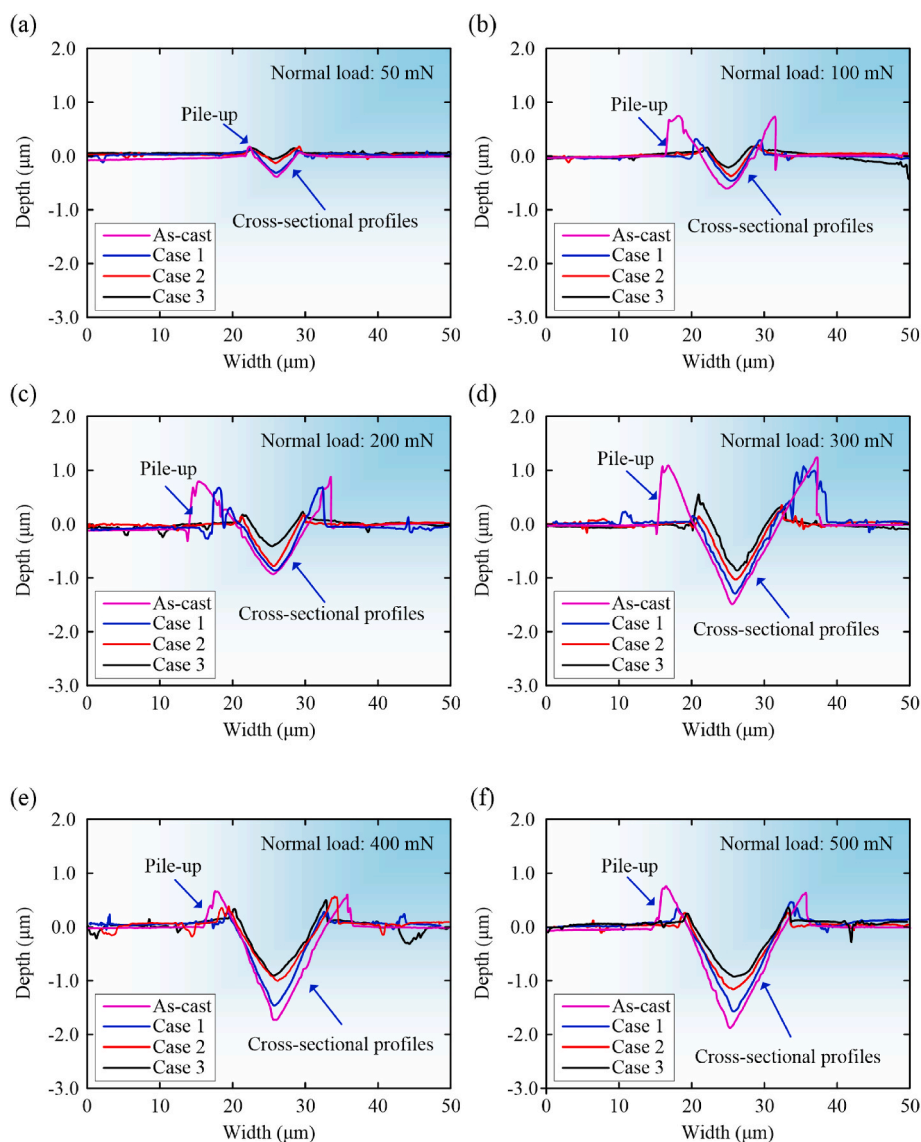 (a)
2.0
1.0
0.0
-1.0
-2.0
-3.0
Depth (μm)
Normal load: 50 mN
Pile-up
Cross-sectional profiles
As-cast
Case 1
Case 2
Case 3
0 10 20 30 40 50
Width (μm)
(b)
2.0
1.0
0.0
-1.0
-2.0
-3.0
Depth (μm)
Normal load: 100 mN
Pile-up
Cross-sectional profiles
As-cast
Case 1
Case 2
Case 3
0 10 20 30 40 50
Width (μm)
(c)
2.0
1.0
0.0
-1.0
-2.0
-3.0
Depth (μm)
Normal load: 200 mN
Pile-up
Cross-sectional profiles
As-cast
Case 1
Case 2
Case 3
0 10 20 30 40 50
Width (μm)
(d)
2.0
1.0
0.0
-1.0
-2.0
-3.0
Depth (μm)
Normal load: 300 mN
Pile-up
Cross-sectional profiles
As-cast
Case 1
Case 2
Case 3
0 10 20 30 40 50
Width (μm)
(e)
2.0
1.0
0.0
-1.0
-2.0
-3.0
Depth (μm)
Normal load: 400 mN
Pile-up
Cross-sectional profiles
As-cast
Case 1
Case 2
Case 3
0 10 20 30 40 50
Width (μm)
(f)
2.0
1.0
0.0
-1.0
-2.0
-3.0
Depth (μm)
Normal load: 500 mN
Pile-up
Cross-sectional profiles
As-cast
Case 1
Case 2
Case 3
0 10 20 30 40 50
Width (μm)